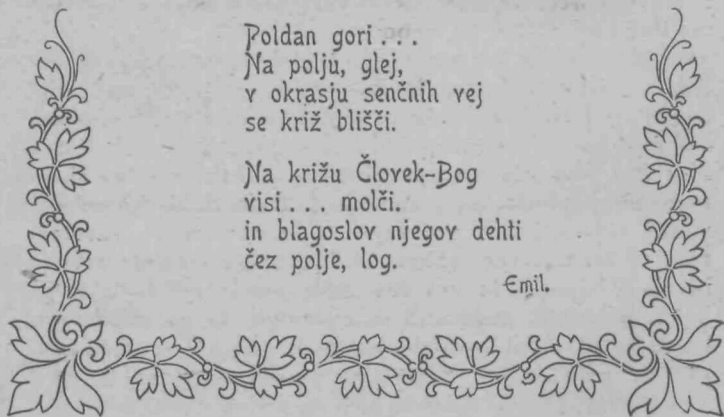 Poldan gori . . .
Na polju, glej,
v okrasju senčnih vej
se križ blišči.
Na križu Človek-Bog
visi . . . molči.
in blagoslov njegov dehti
čez polje, log.
Emil.